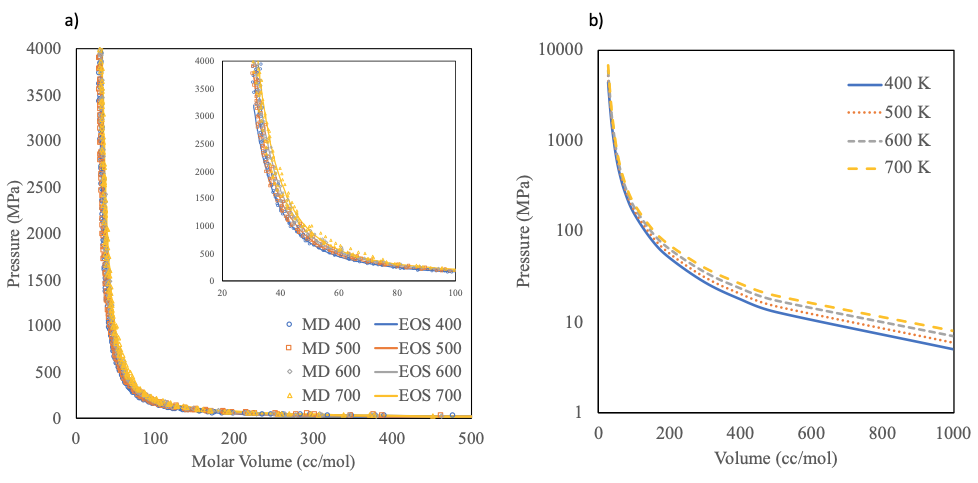 a)
4000
3500
3000
2500
2000
1500
1000
500
0
0 100 200 300 400 500
Pressure (MPa)
Molar Volume (cc/mol)
4000
3500
3000
2500
2000
1500
1000
500
0
20 40 60 80 100
MD 400 EOS 400
MD 500 EOS 500
MD 600 EOS 600
MD 700 EOS 700
b)
10000
1000
100
10
1
0 200 400 600 800 1000
Pressure (MPa)
Volume (cc/mol)
400 K
500 K
600 K
700 K